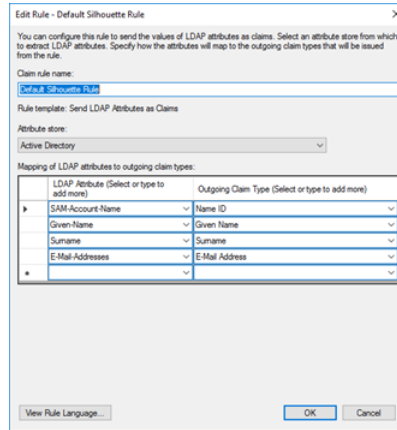 Edit Rule - Default Silhouette Rule
You can configure this rule to send the values of LDAP attributes as claims. Select an attribute store from which
to extract LDAP attributes. Specify how the attributes will map to the outgoing claim types that will be issued
from the rule.
Claim rule name:
Default Silhouette Rule
Rule template: Send LDAP Attributes as Claims
Attribute store:
Active Directory
Mapping of LDAP attributes to outgoing claim types:
LDAP Attribute (Select or type to
add more)
Outgoing Claim Type (Select or type to add more)
SAM-Account-Name Name ID
Given-Name Given Name
Surname Surname
E-Mail-Addresses E-Mail Address
View Rule Language... OK Cancel